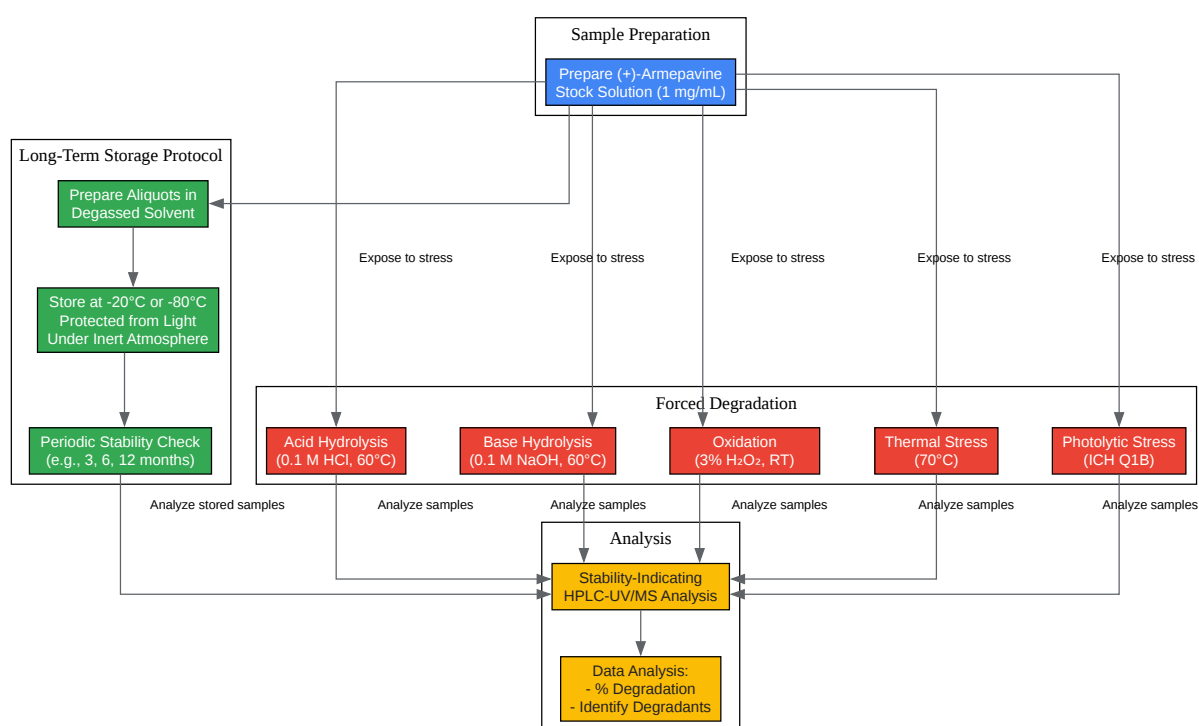 Sample Preparation
Prepare (+)-Armepavine
Stock Solution (1 mg/mL)
Long-Term Storage Protocol
Prepare Aliquots in
Degassed Solvent
Store at -20°C or -80°C
Protected from Light
Under Inert Atmosphere
Periodic Stability Check
(e.g., 3, 6, 12 months)
Expose to stress
Expose to stress
Expose to stress
Expose to stress
Expose to stress
Forced Degradation
Acid Hydrolysis
(0.1 M HCl, 60°C)
Base Hydrolysis
(0.1 M NaOH, 60°C)
Oxidation
(3% H₂O₂, RT)
Thermal Stress
(70°C)
Photolytic Stress
(ICH Q1B)
Analyze stored samples
Analyze samples
Analyze samples
Analyze samples
Analyze samples
Analyze samples
Analysis
Stability-Indicating
HPLC-UV/MS Analysis
Data Analysis:
- % Degradation
- Identify Degradants